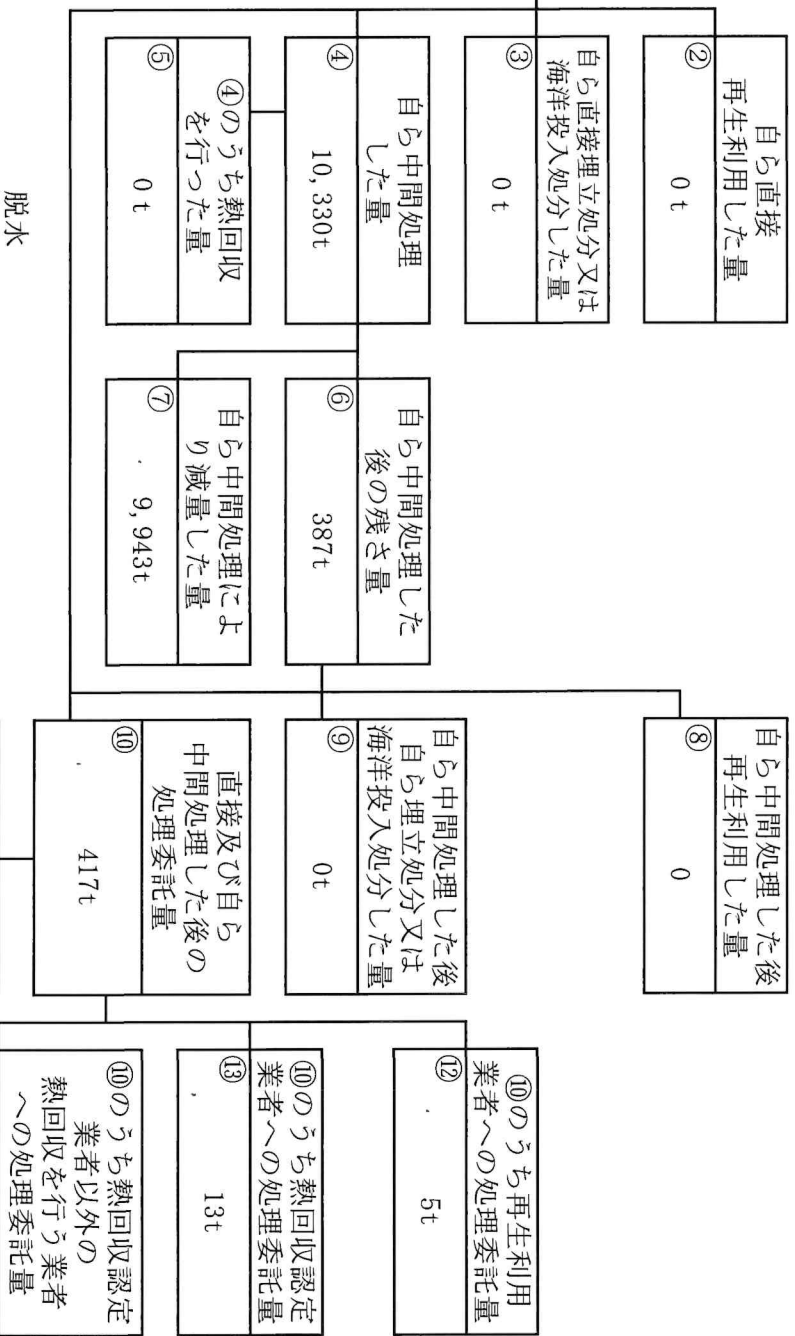 自ら直接
再生利用した量
②
0 t
自ら直接埋立処分又は
海洋投入処分した量
③
0 t
自ら中間処理
した量
④
10,330t
④のうち熱回収
を行った量
⑤
0 t
脱水
自ら中間処理した
後の残さ量
⑥
387t
自ら中間処理によ
り減量した量
⑦
9,943t
自ら中間処理した後
再生利用した量
⑧
0
自ら中間処理した後
自ら埋立処分又は
海洋投入処分した量
⑨
0t
直接及び自ら
中間処理した後の
処理委託量
⑩
417t
⑩のうち再生利用
業者への処理委託量
⑫
5t
⑩のうち熱回収認定
業者への処理委託量
⑬
13t
⑩のうち熱回収認定
業者以外の
熱回収を行う業者
への処理委託量